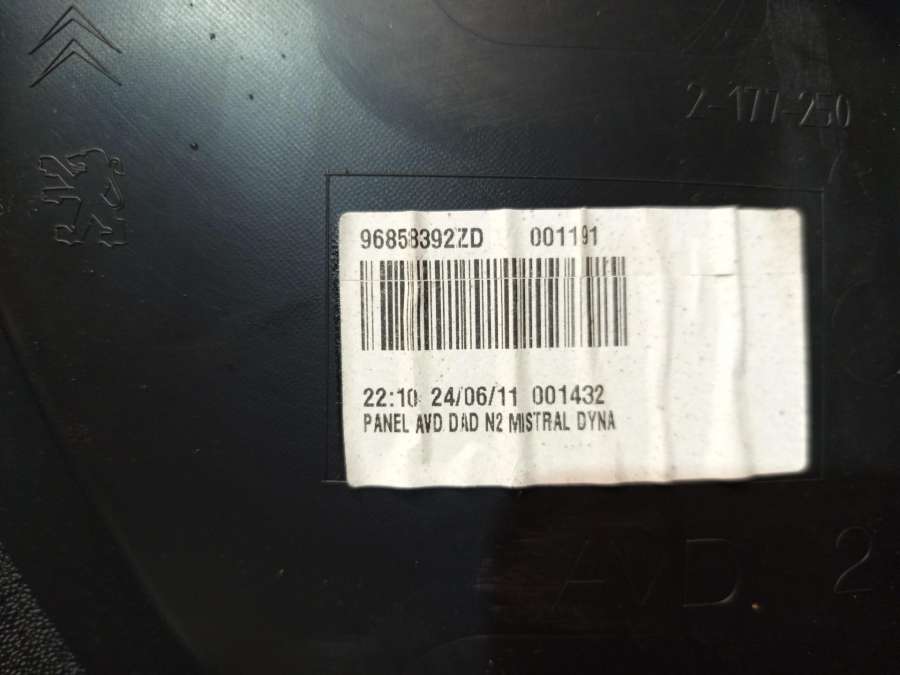 2-177-250
96858392ZD 001191
22:10 24/06/11 001432
PANEL AVD DAD N2 MISTRAL DYNA
AVD 2